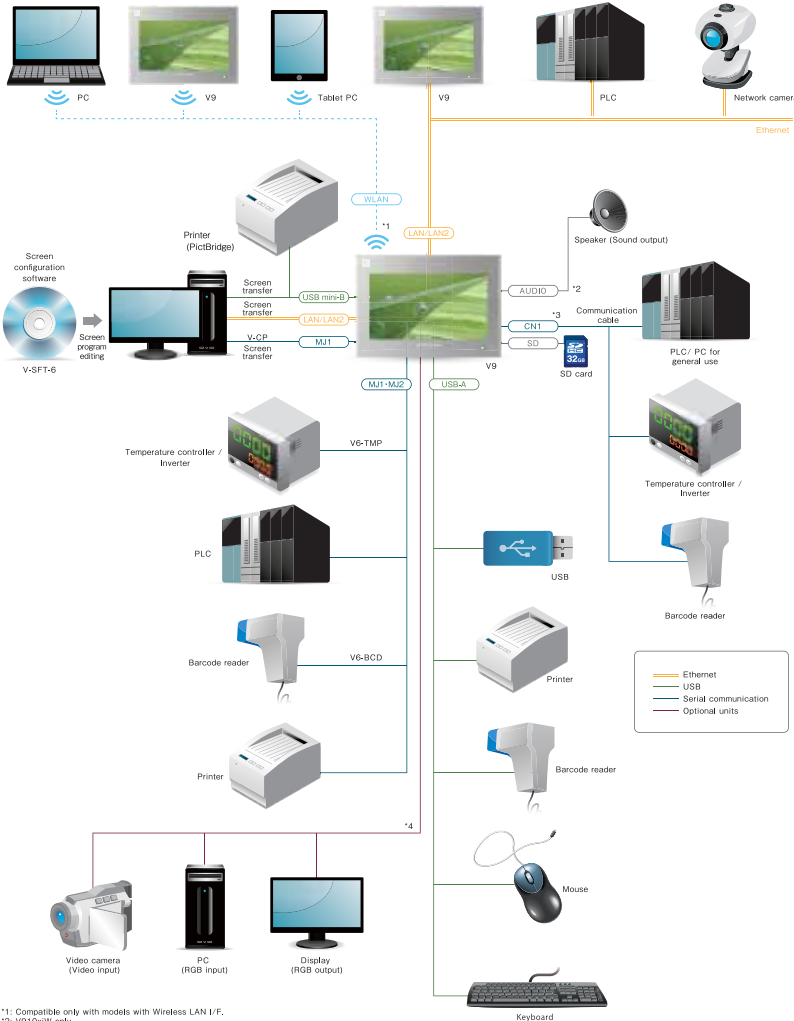 PC
V9
Tablet PC
V9
PLC
Network camera
Ethernet
WLAN
*1
Printer
(PictBridge)
LAN/LAN2
Speaker (Sound output)
Screen
configuration
software
Screen
transfer
USB mini-B
AUDIO
*2
Screen
transfer
LAN/LAN2
*3
CN1
Communication
cable
Screen
program
editing
V-CP
Screen
transfer
MJ1
SD
32GB
SD card
V9
PLC/ PC for
general use
V-SFT-6
MJ1·MJ2
USB-A
Temperature controller /
Inverter
V6-TMP
Temperature controller /
Inverter
PLC
USB
Barcode reader
Barcode reader
V6-BCD
Printer
Ethernet
USB
Serial communication
Optional units
Printer
Barcode reader
*4
Mouse
Video camera
(Video input)
PC
(RGB input)
Display
(RGB output)
Keyboard
*1: Compatible only with models with Wireless LAN I/F.